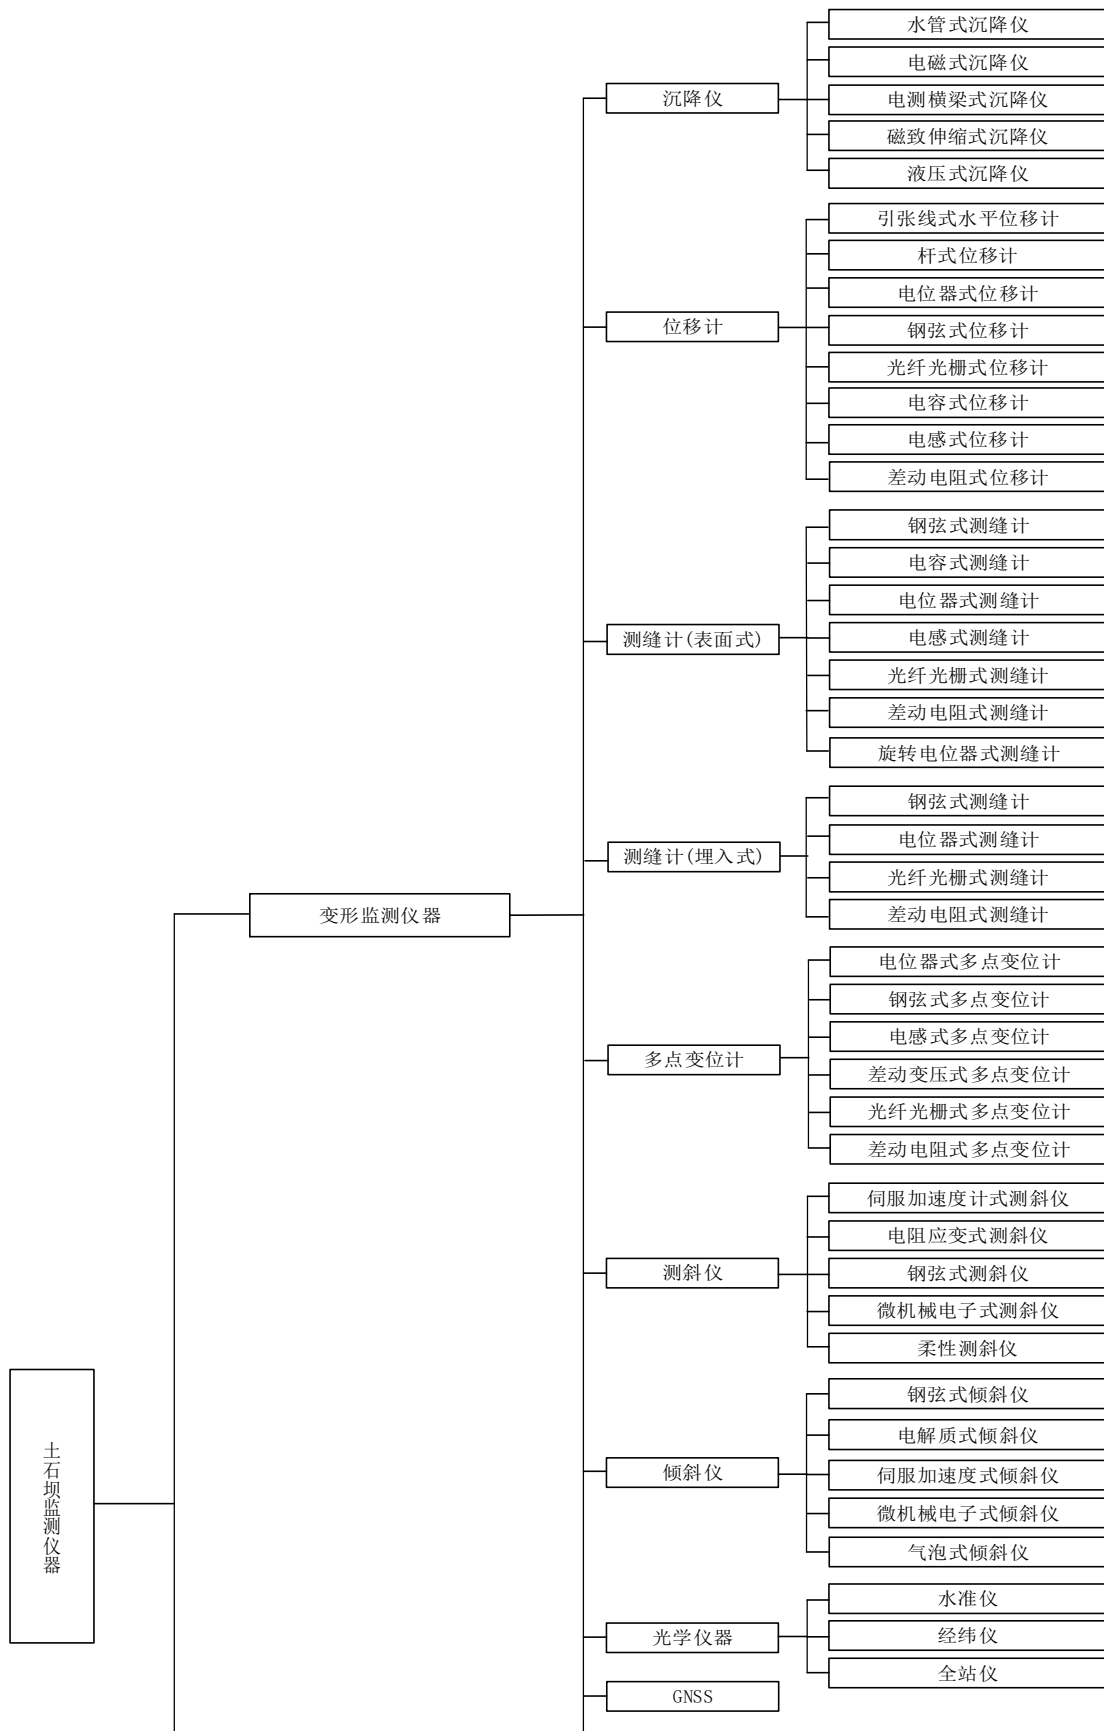 土石坝监测仪器
变形监测仪器
沉降仪
水管式沉降仪
电磁式沉降仪
电测横梁式沉降仪
磁致伸缩式沉降仪
液压式沉降仪
位移计
引张线式水平位移计
杆式位移计
电位器式位移计
钢弦式位移计
光纤光栅式位移计
电容式位移计
电感式位移计
差动电阻式位移计
测缝计(表面式)
钢弦式测缝计
电容式测缝计
电位器式测缝计
电感式测缝计
光纤光栅式测缝计
差动电阻式测缝计
旋转电位器式测缝计
测缝计(埋入式)
钢弦式测缝计
电位器式测缝计
光纤光栅式测缝计
差动电阻式测缝计
多点变位计
电位器式多点变位计
钢弦式多点变位计
电感式多点变位计
差动变压式多点变位计
光纤光栅式多点变位计
差动电阻式多点变位计
测斜仪
伺服加速度计式测斜仪
电阻应变式测斜仪
钢弦式测斜仪
微机械电子式测斜仪
柔性测斜仪
倾斜仪
钢弦式倾斜仪
电解质式倾斜仪
伺服加速度式倾斜仪
微机械电子式倾斜仪
气泡式倾斜仪
光学仪器
水准仪
经纬仪
全站仪
GNSS